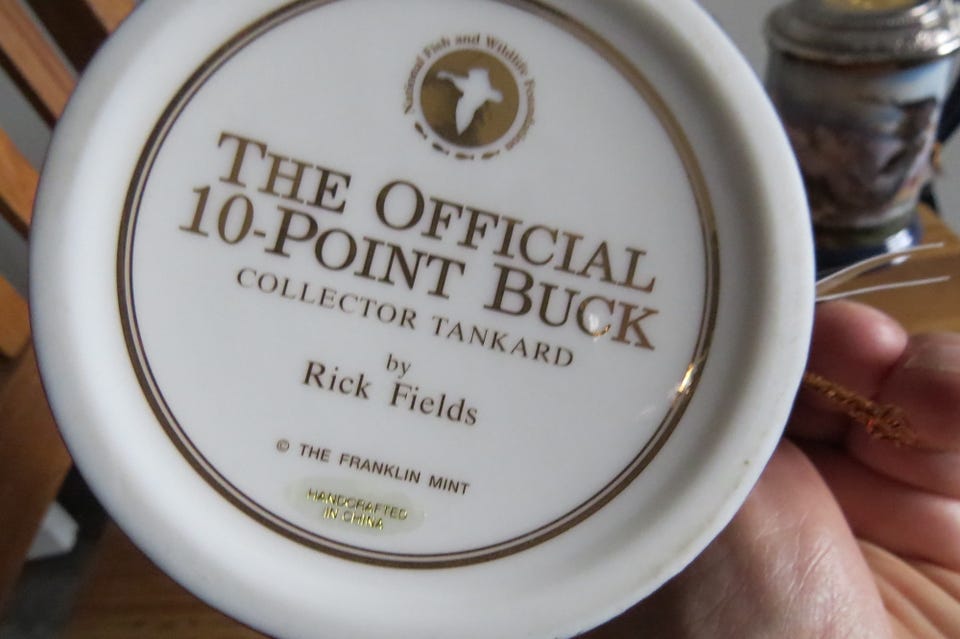 National Fish and Wildlife Foundation
THE OFFICIAL
10-POINT BUCK
COLLECTOR TANKARD
by
Rick Fields
© THE FRANKLIN MINT
HANDCRAFTED
IN CHINA